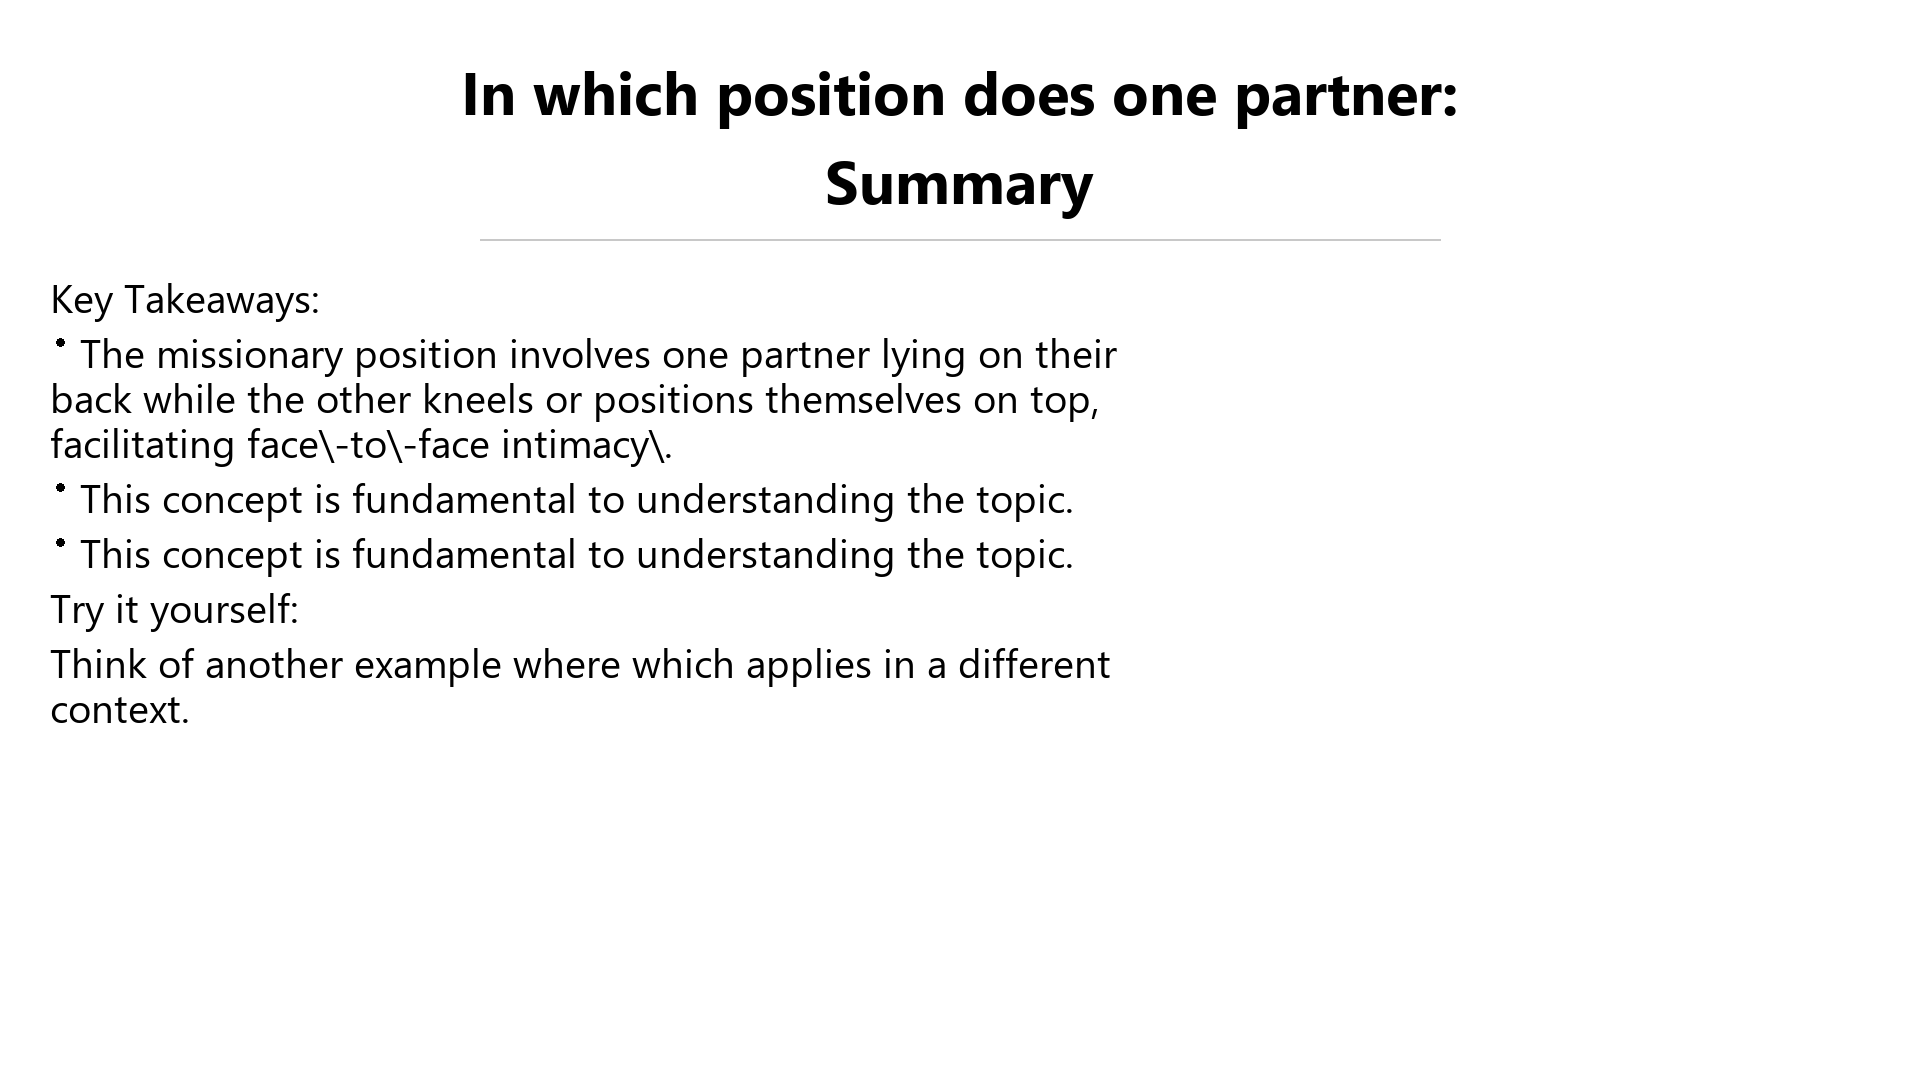 In which position does one partner:
Summary
Key Takeaways:
• The missionary position involves one partner lying on their
back while the other kneels or positions themselves on top,
facilitating face\-to\-face intimacy\.
• This concept is fundamental to understanding the topic.
• This concept is fundamental to understanding the topic.
Try it yourself:
Think of another example where which applies in a different
context.